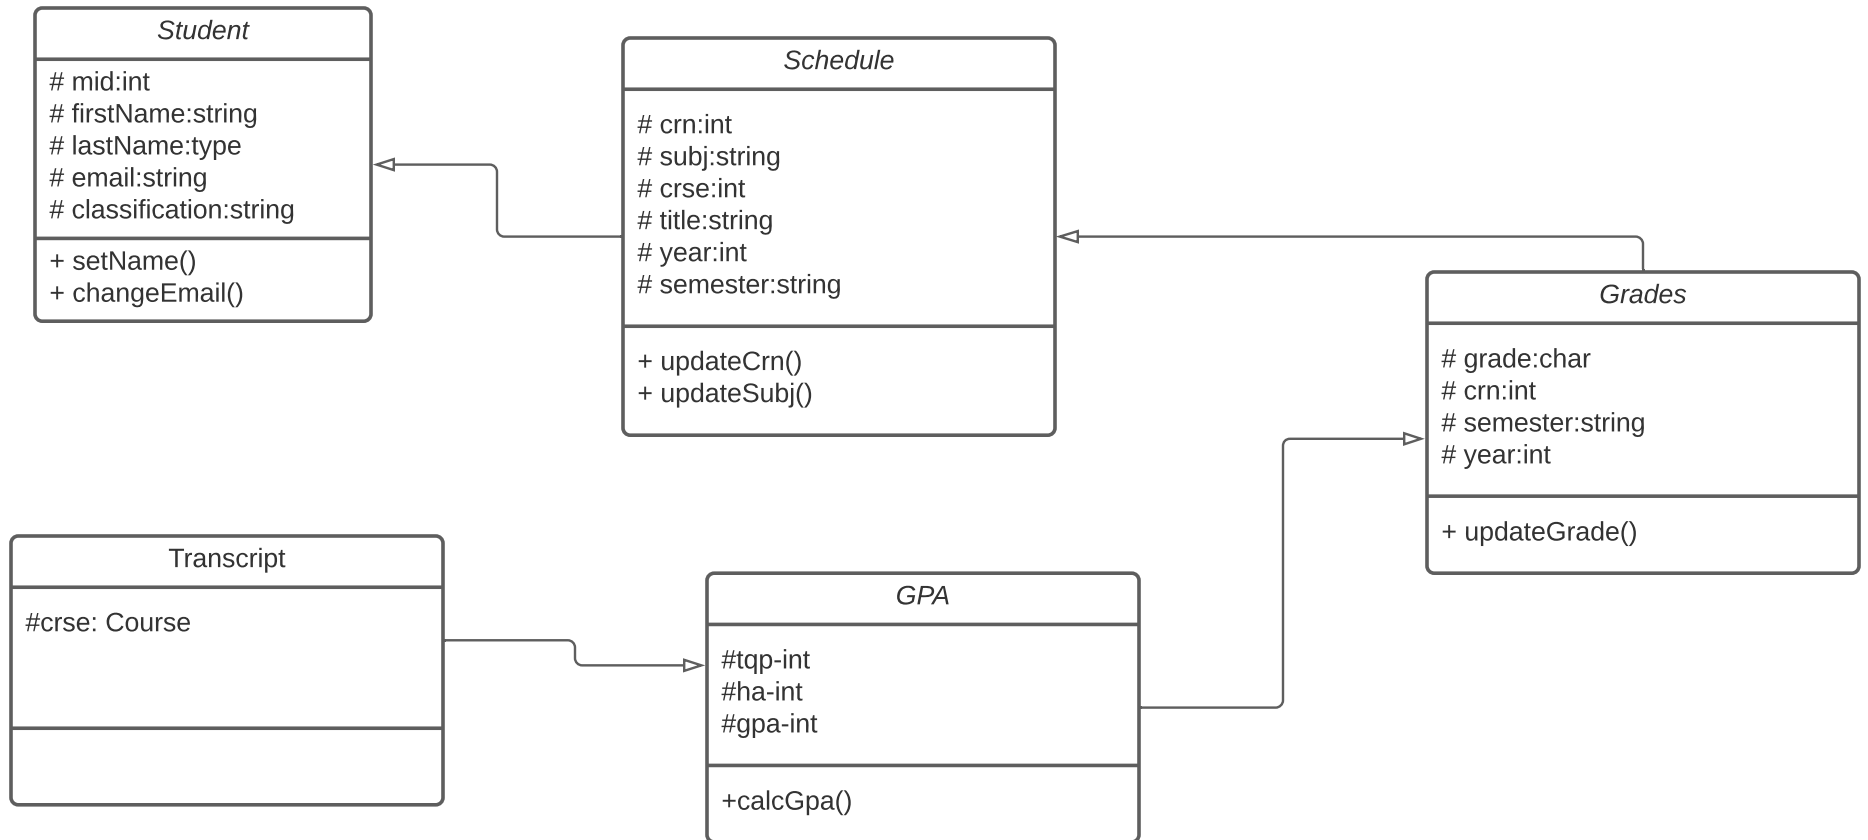 Student
# mid:int
# firstName:string
# lastName:type
# email:string
# classification:string
+ setName()
+ changeEmail()
Schedule
# crn:int
# subj:string
# crse:int
# title:string
# year:int
# semester:string
+ updateCrn()
+ updateSubj()
Grades
# grade:char
# crn:int
# semester:string
# year:int
+ updateGrade()
Transcript
#crse: Course
GPA
#tqp-int
#ha-int
#gpa-int
+calcGpa()